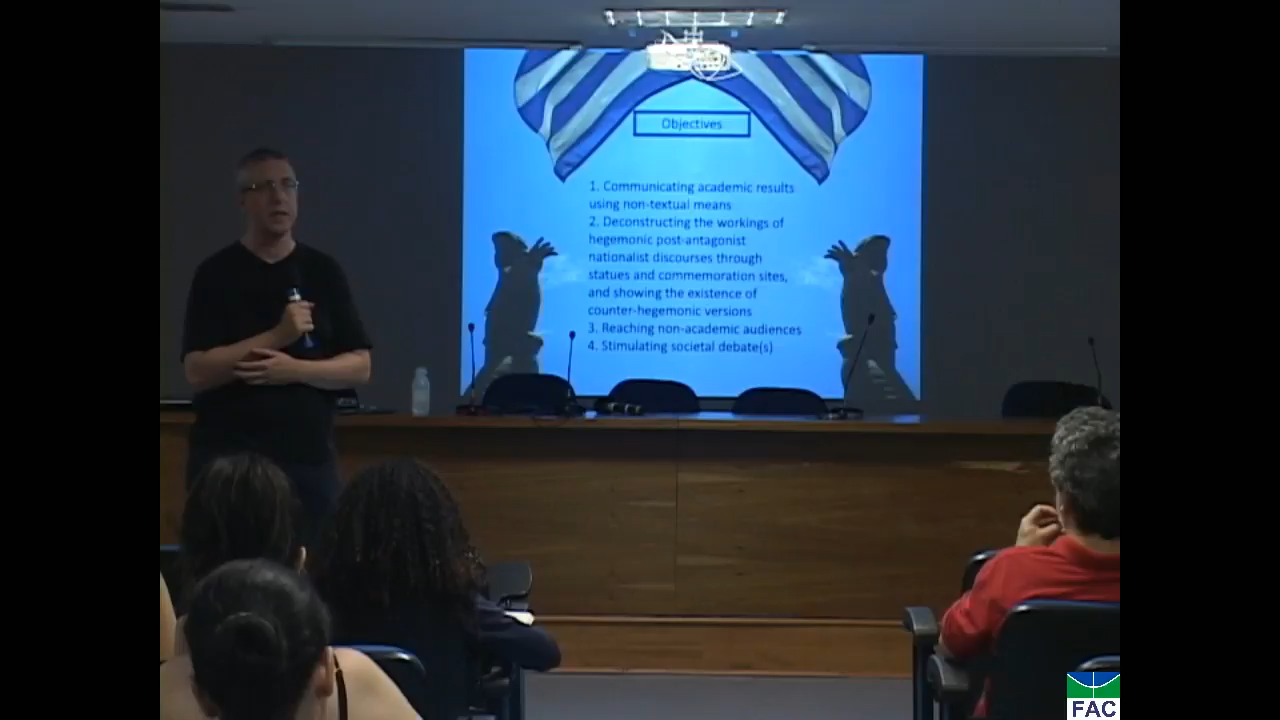 Objectives
1. Communicating academic results
using non-textual means
2. Deconstructing the workings of
hegemonic post-antagonist
nationalist discourses through
statues and commemoration sites,
and showing the existence of
counter-hegemonic versions
3. Reaching non-academic audiences
4. Stimulating societal debate(s)
FAC